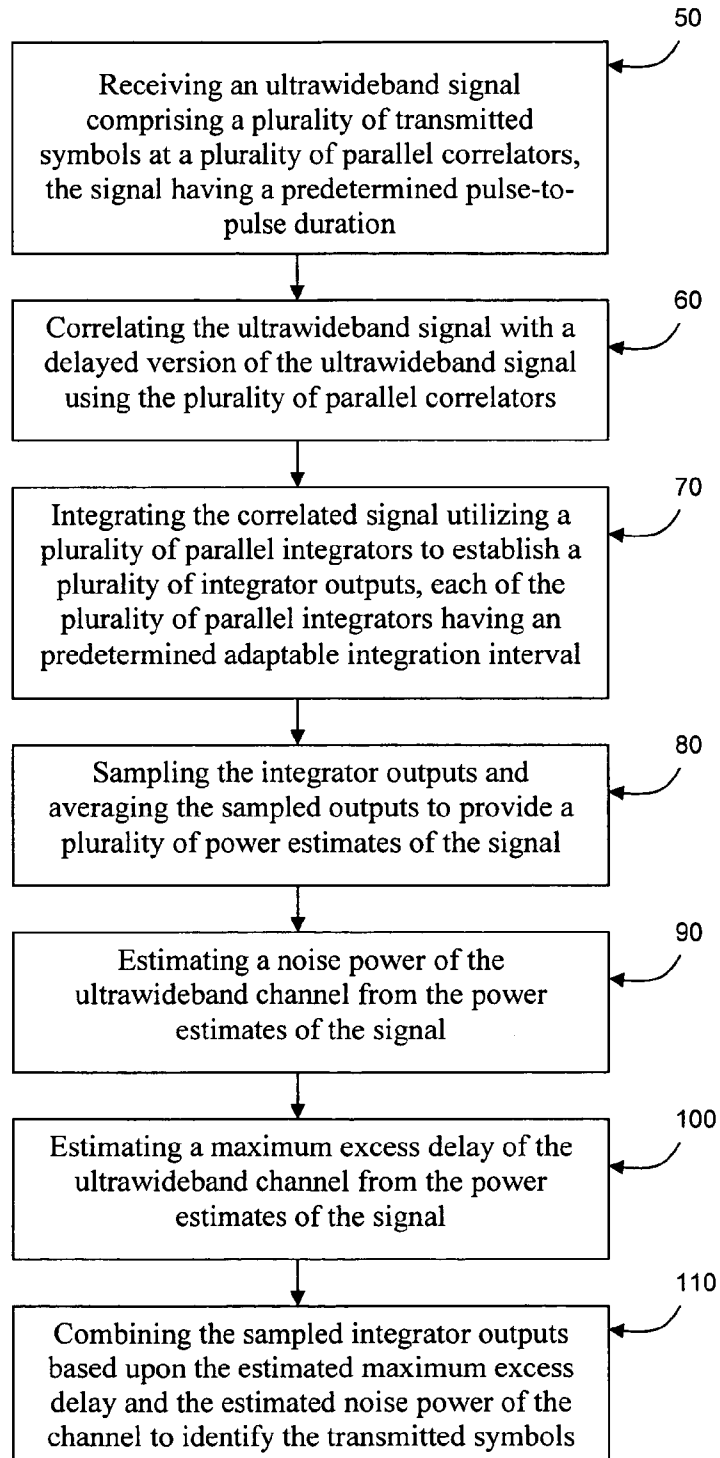 50
Receiving an ultrawideband signal
comprising a plurality of transmitted
symbols at a plurality of parallel correlators,
the signal having a predetermined pulse-to-
pulse duration
60
Correlating the ultrawideband signal with a
delayed version of the ultrawideband signal
using the plurality of parallel correlators
70
Integrating the correlated signal utilizing a
plurality of parallel integrators to establish a
plurality of integrator outputs, each of the
plurality of parallel integrators having an
predetermined adaptable integration interval
80
Sampling the integrator outputs and
averaging the sampled outputs to provide a
plurality of power estimates of the signal
90
Estimating a noise power of the
ultrawideband channel from the power
estimates of the signal
100
Estimating a maximum excess delay of the
ultrawideband channel from the power
estimates of the signal
110
Combining the sampled integrator outputs
based upon the estimated maximum excess
delay and the estimated noise power of the
channel to identify the transmitted symbols